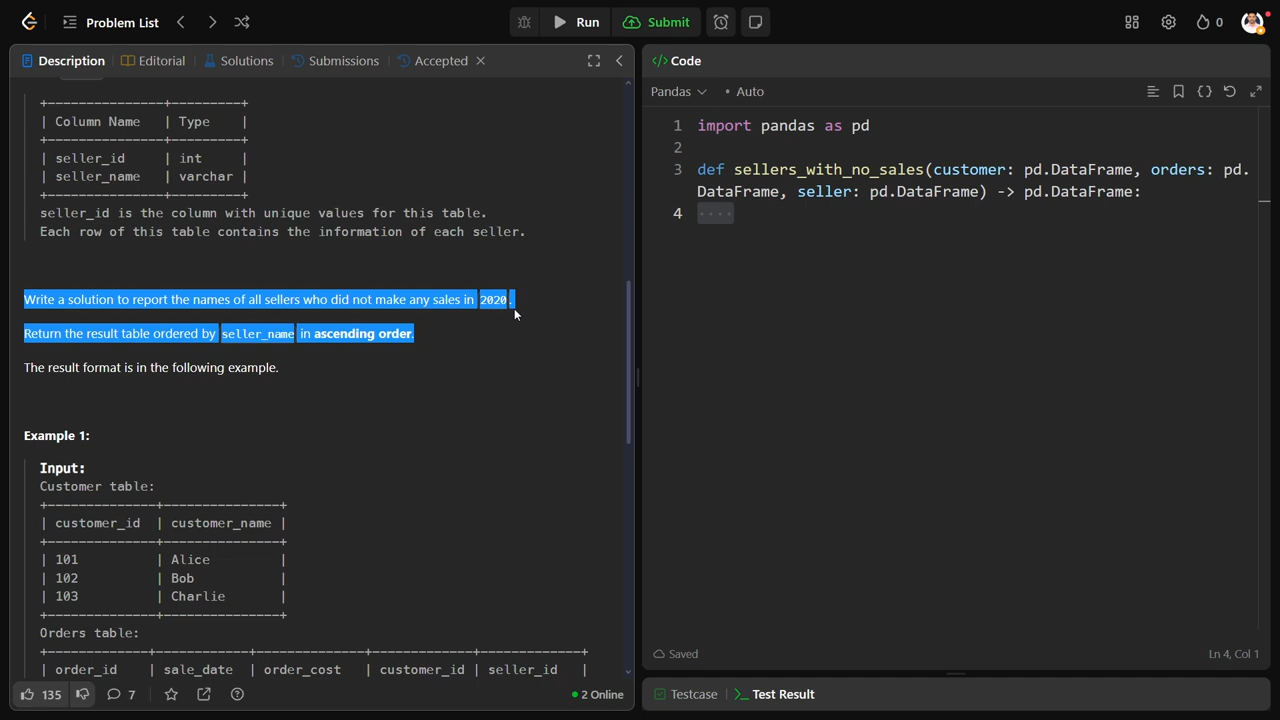 Problem List
Run
Submit
0
Description
Editorial
Solutions
Submissions
Accepted
Code
Pandas
Auto
+----------------+---------+
| Column Name | Type |
+----------------+---------+
| seller_id | int |
| seller_name | varchar |
+----------------+---------+
seller_id is the column with unique values for this table.
Each row of this table contains the information of each seller.
Write a solution to report the names of all sellers who did not make any sales in 2020.
Return the result table ordered by seller_name in ascending order.
The result format is in the following example.
Example 1:
Input:
Customer table:
+--------------+---------------+
| customer_id | customer_name |
+--------------+---------------+
| 101 | Alice |
| 102 | Bob |
| 103 | Charlie |
+--------------+---------------+
Orders table:
+-------------+------------+--------------+-------------+-------------+
| order_id | sale_date | order_cost | customer_id | seller_id |
135
7
2 Online
1 import pandas as pd
2
3 def sellers_with_no_sales(customer: pd.DataFrame, orders: pd.
DataFrame, seller: pd.DataFrame) -> pd.DataFrame:
4
Saved
Ln 4, Col 1
Testcase
Test Result